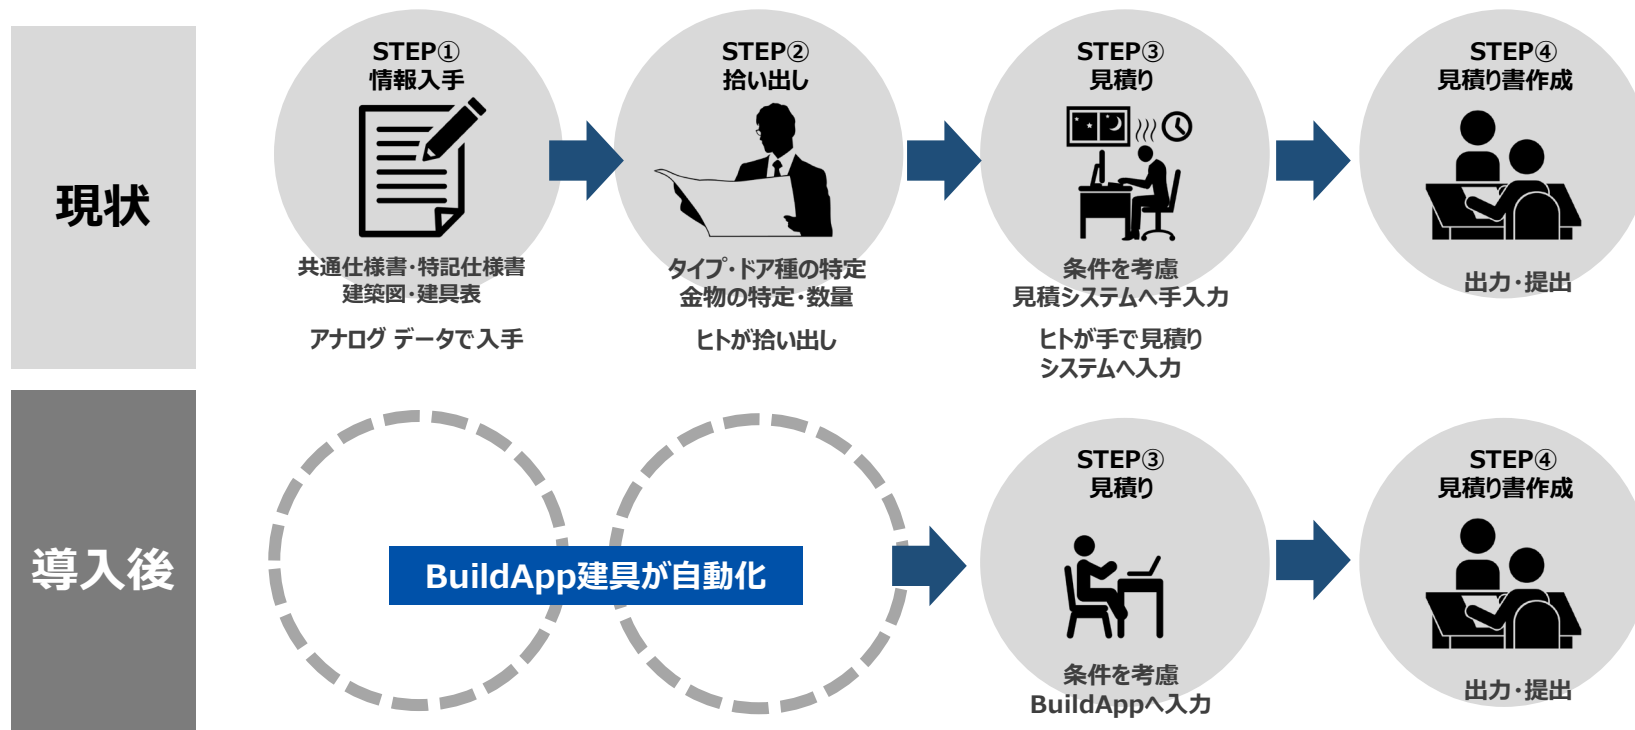 現状
STEP①
情報入手
共通仕様書・特記仕様書
建築図・建具表
アナログ データで入手
STEP②
拾い出し
タイプ・ドア種の特定
金物の特定・数量
ヒトが拾い出し
STEP③
見積り
条件を考慮
見積システムへ手入力
ヒトが手で見積り
システムへ入力
STEP④
見積り書作成
出力・提出
導入後
BuildApp建具が自動化
STEP③
見積り
条件を考慮
BuildAppへ入力
STEP④
見積り書作成
出力・提出